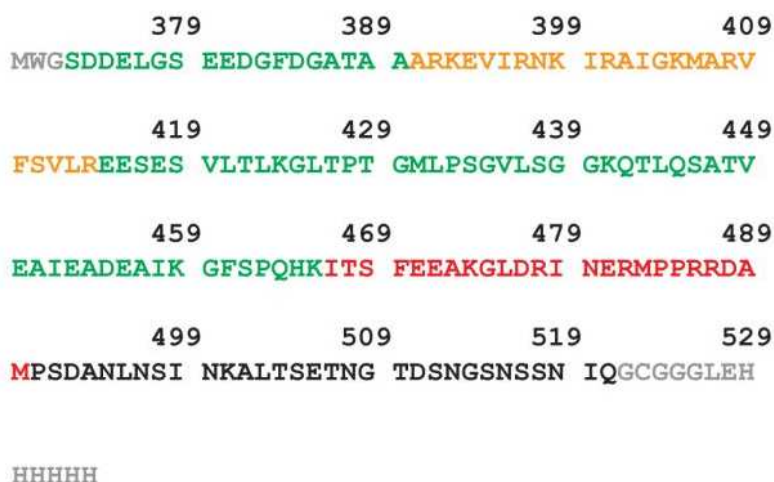 379 389 399 409
MWGSDDELGS EEDGFDGATA AARKEVIRNK IRAIGKMARV
419 429 439 449
FSVLREESES VLTLKGLTPT GMLPSGVLSG GKQTLQSATV
459 469 479 489
EAIEADEAIK GFSPQHKITS FEEAKGLDRI NERMPPRRDA
499 509 519 529
MPSDANLNSI NKALTSETNG TDSNGSNSSN IQGCGGGLEH
HHHHH